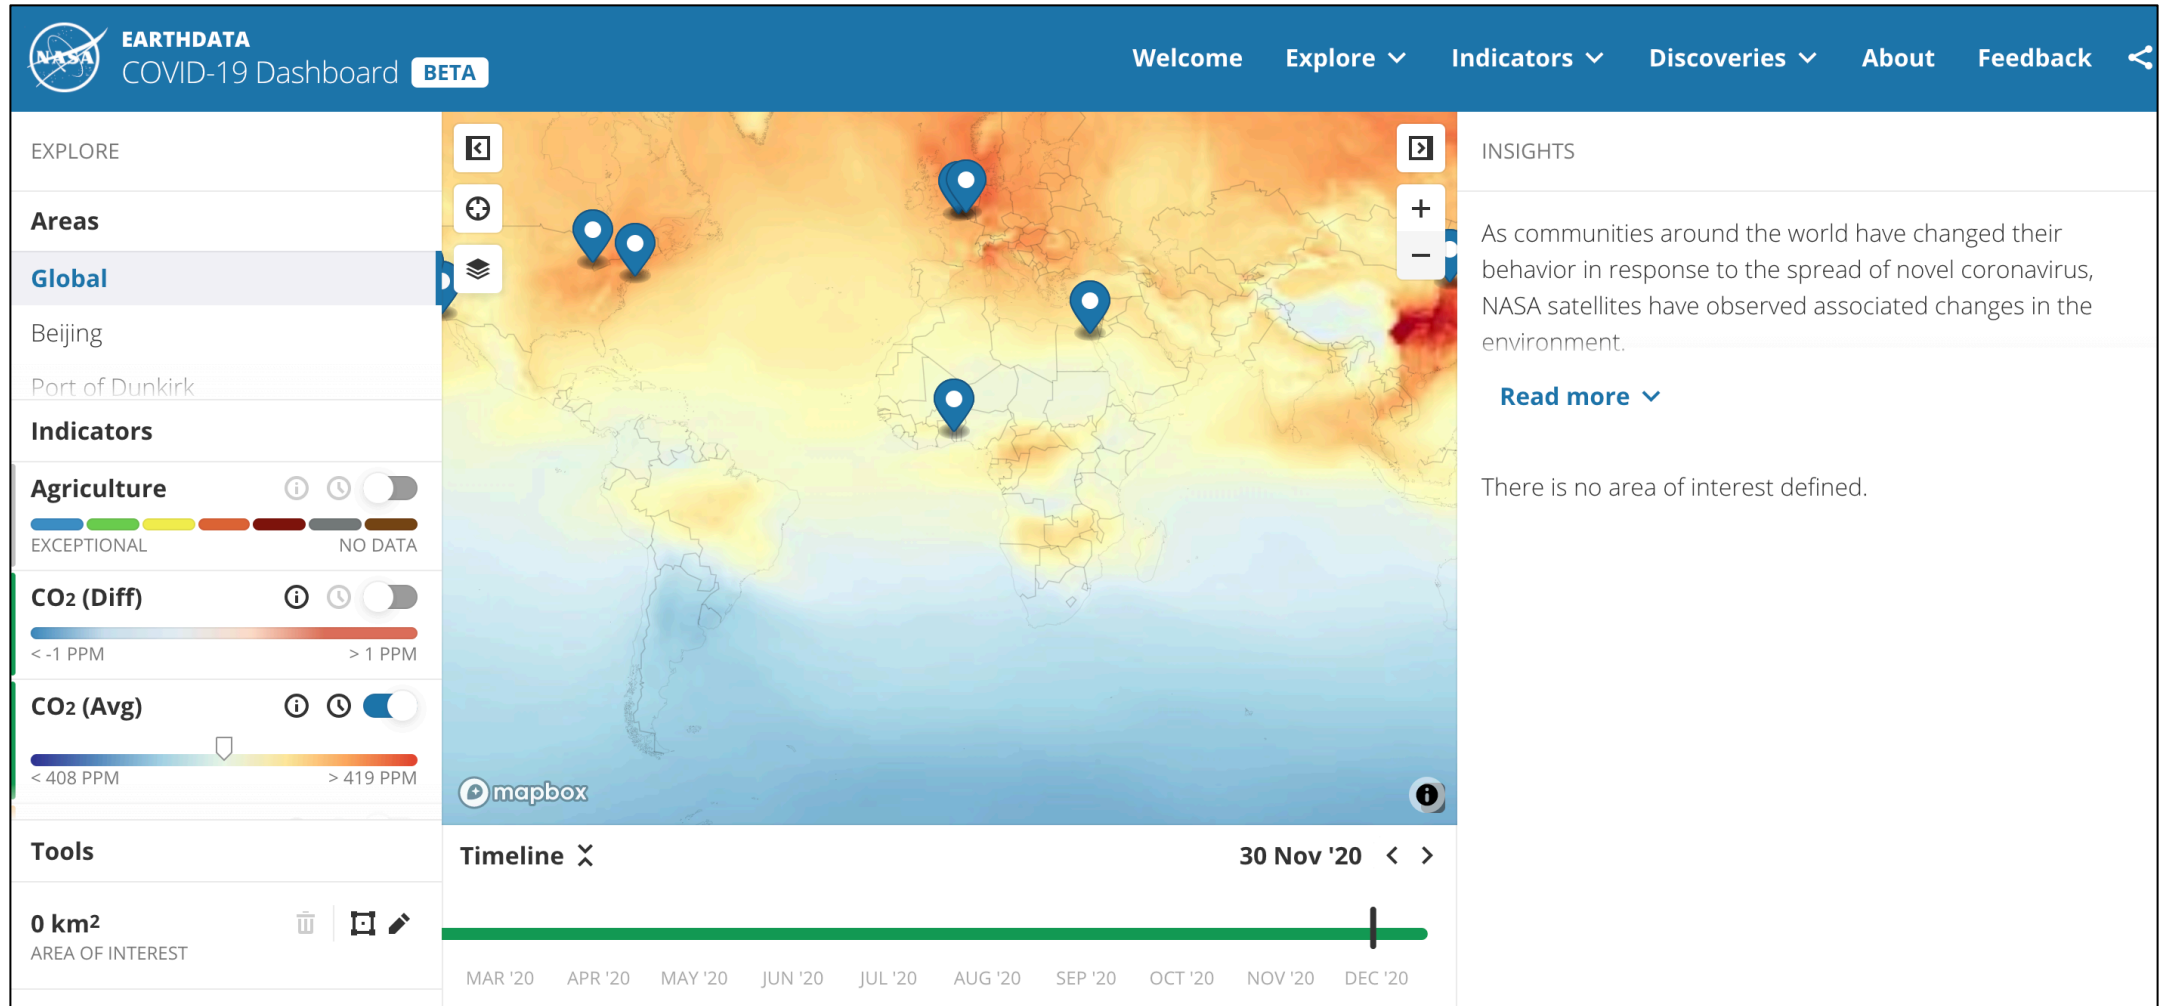 NASA
EARTHDATA
COVID-19 Dashboard BETA
Welcome Explore Indicators Discoveries About Feedback
EXPLORE
Areas
Global
Beijing
Port of Dunkirk
Indicators
Agriculture
EXCEPTIONAL NO DATA
CO2 (Diff)
< -1 PPM > 1 PPM
CO2 (Avg)
< 408 PPM > 419 PPM
Tools
0 km2
AREA OF INTEREST
mapbox
Timeline 30 Nov '20
MAR '20 APR '20 MAY '20 JUN '20 JUL '20 AUG '20 SEP '20 OCT '20 NOV '20 DEC '20
INSIGHTS
As communities around the world have changed their
behavior in response to the spread of novel coronavirus,
NASA satellites have observed associated changes in the
environment.
Read more
There is no area of interest defined.